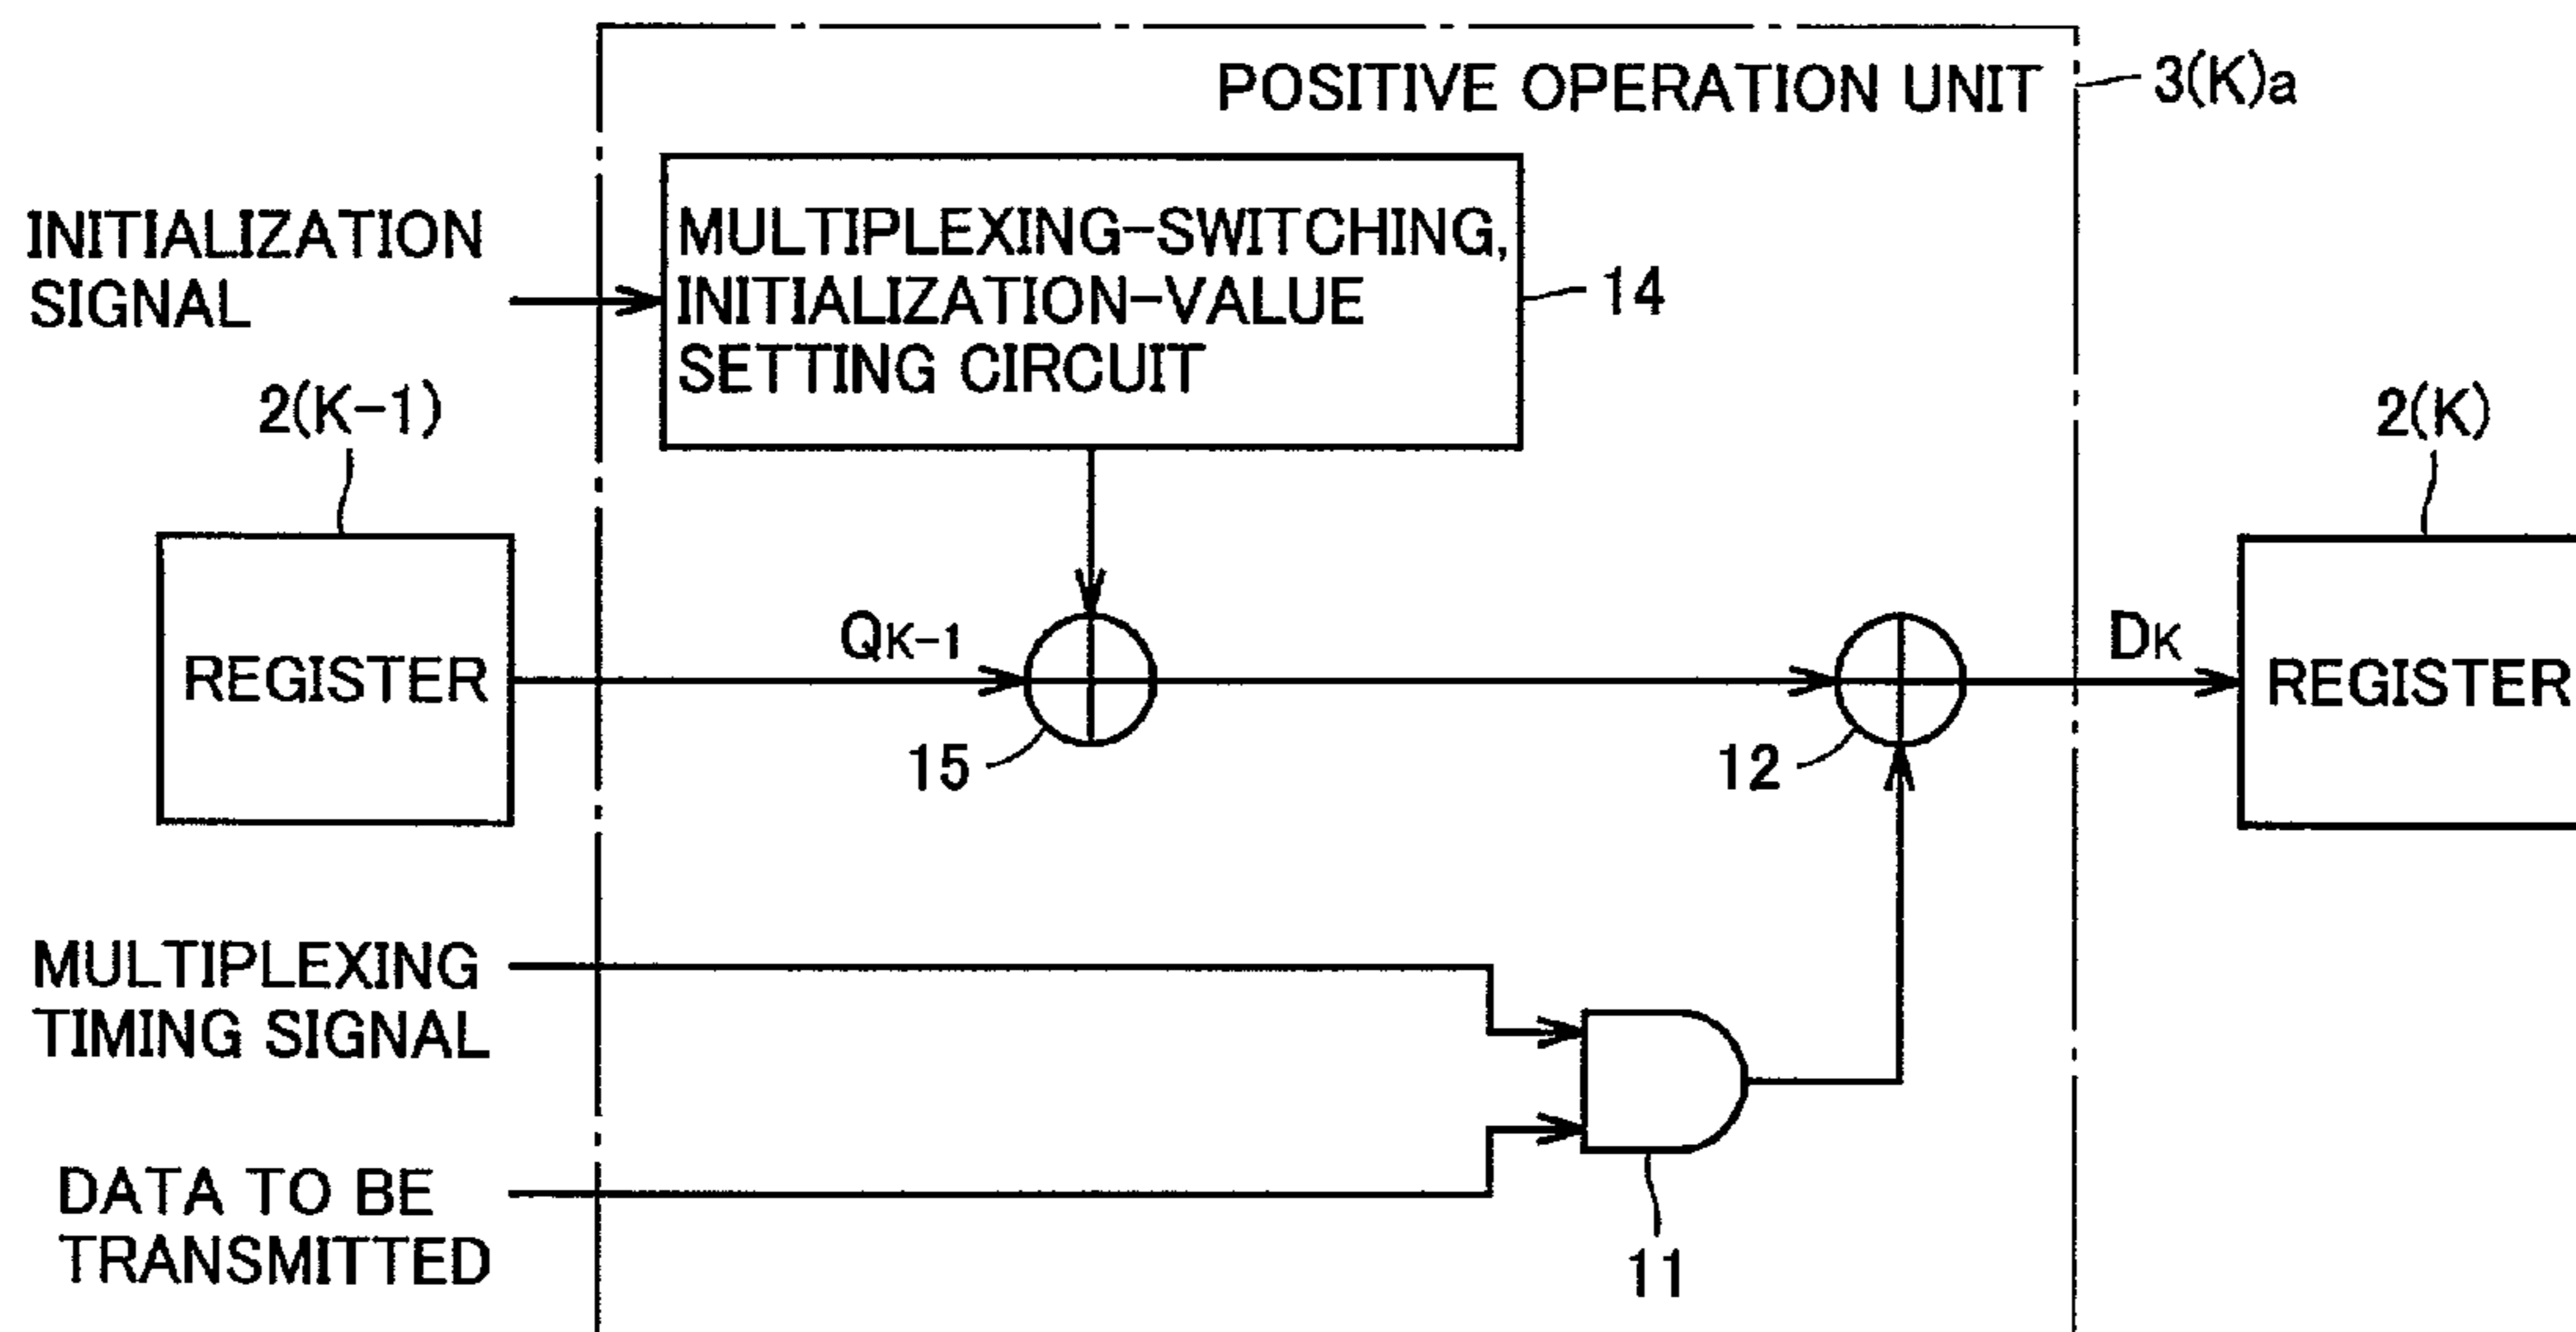 POSITIVE OPERATION UNIT
3(K)a
INITIALIZATION
SIGNAL
MULTIPLEXING-SWITCHING,
INITIALIZATION-VALUE
SETTING CIRCUIT
14
2(K-1)
2(K)
REGISTER
QK-1
DK
REGISTER
15
12
MULTIPLEXING
TIMING SIGNAL
DATA TO BE
TRANSMITTED
11